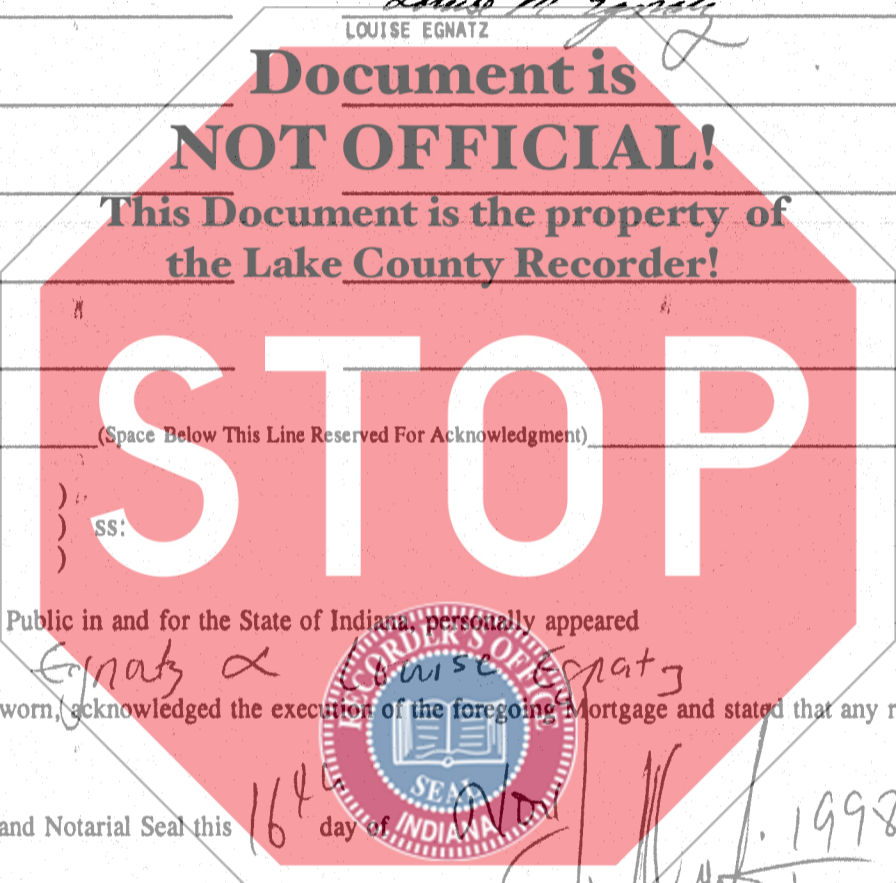 Louise M Egnatz
LOUISE EGNATZ
Document is
NOT OFFICIAL!
This Document is the property of
the Lake County Recorder!
STOP
(Space Below This Line Reserved For Acknowledgment)
)
) ss:
)
Public in and for the State of Indiana, personally appeared
Egnatz & Louise Egnatz
worn, acknowledged the execution of the foregoing Mortgage and stated that any
RECORDER'S OFFICE
SEAL
INDIANA
and Notarial Seal this 16th day of Nov 1998